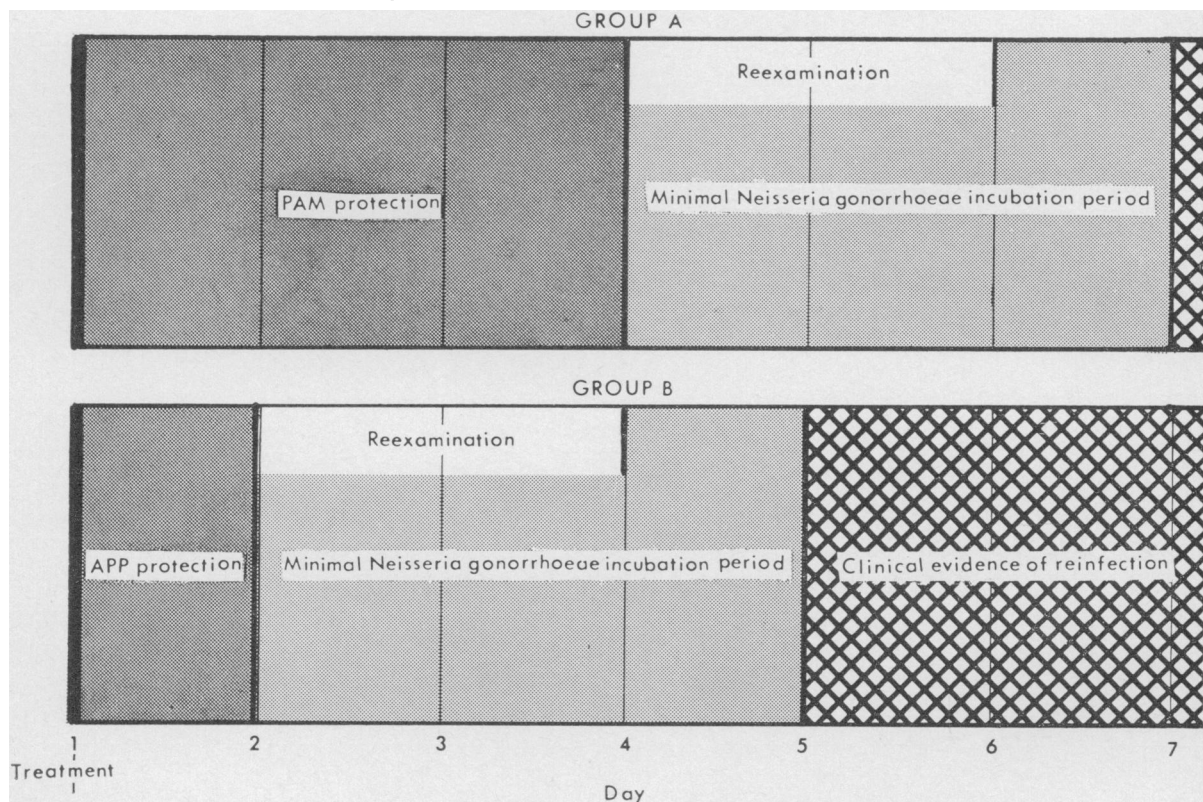 GROUP A
Reexamination
PAM protection
Minimal Neisseria gonorrhoeae incubation period
GROUP B
Reexamination
APP protection
Minimal Neisseria gonorrhoeae incubation period
Clinical evidence of reinfection
1 2 3 4 5 6 7
Treatment
Day